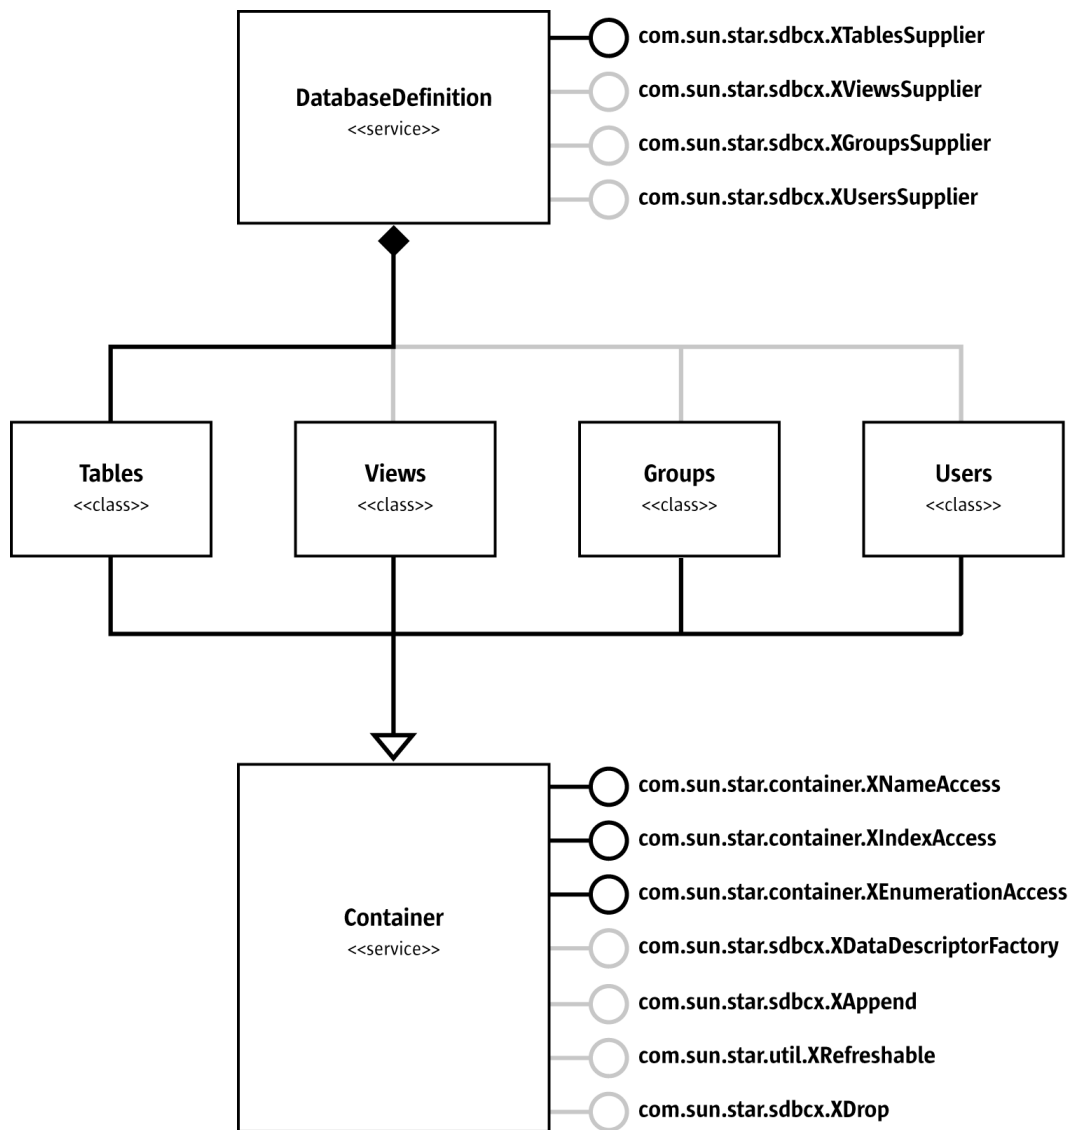 com.sun.star.sdbcx.XTablesSupplier
com.sun.star.sdbcx.XViewsSupplier
com.sun.star.sdbcx.XGroupsSupplier
com.sun.star.sdbcx.XUsersSupplier
DatabaseDefinition
<<service>>
Tables
<<class>>
Views
<<class>>
Groups
<<class>>
Users
<<class>>
Container
<<service>>
com.sun.star.container.XNameAccess
com.sun.star.container.XIndexAccess
com.sun.star.container.XEnumerationAccess
com.sun.star.sdbcx.XDataDescriptorFactory
com.sun.star.sdbcx.XAppend
com.sun.star.util.XRefreshable
com.sun.star.sdbcx.XDrop